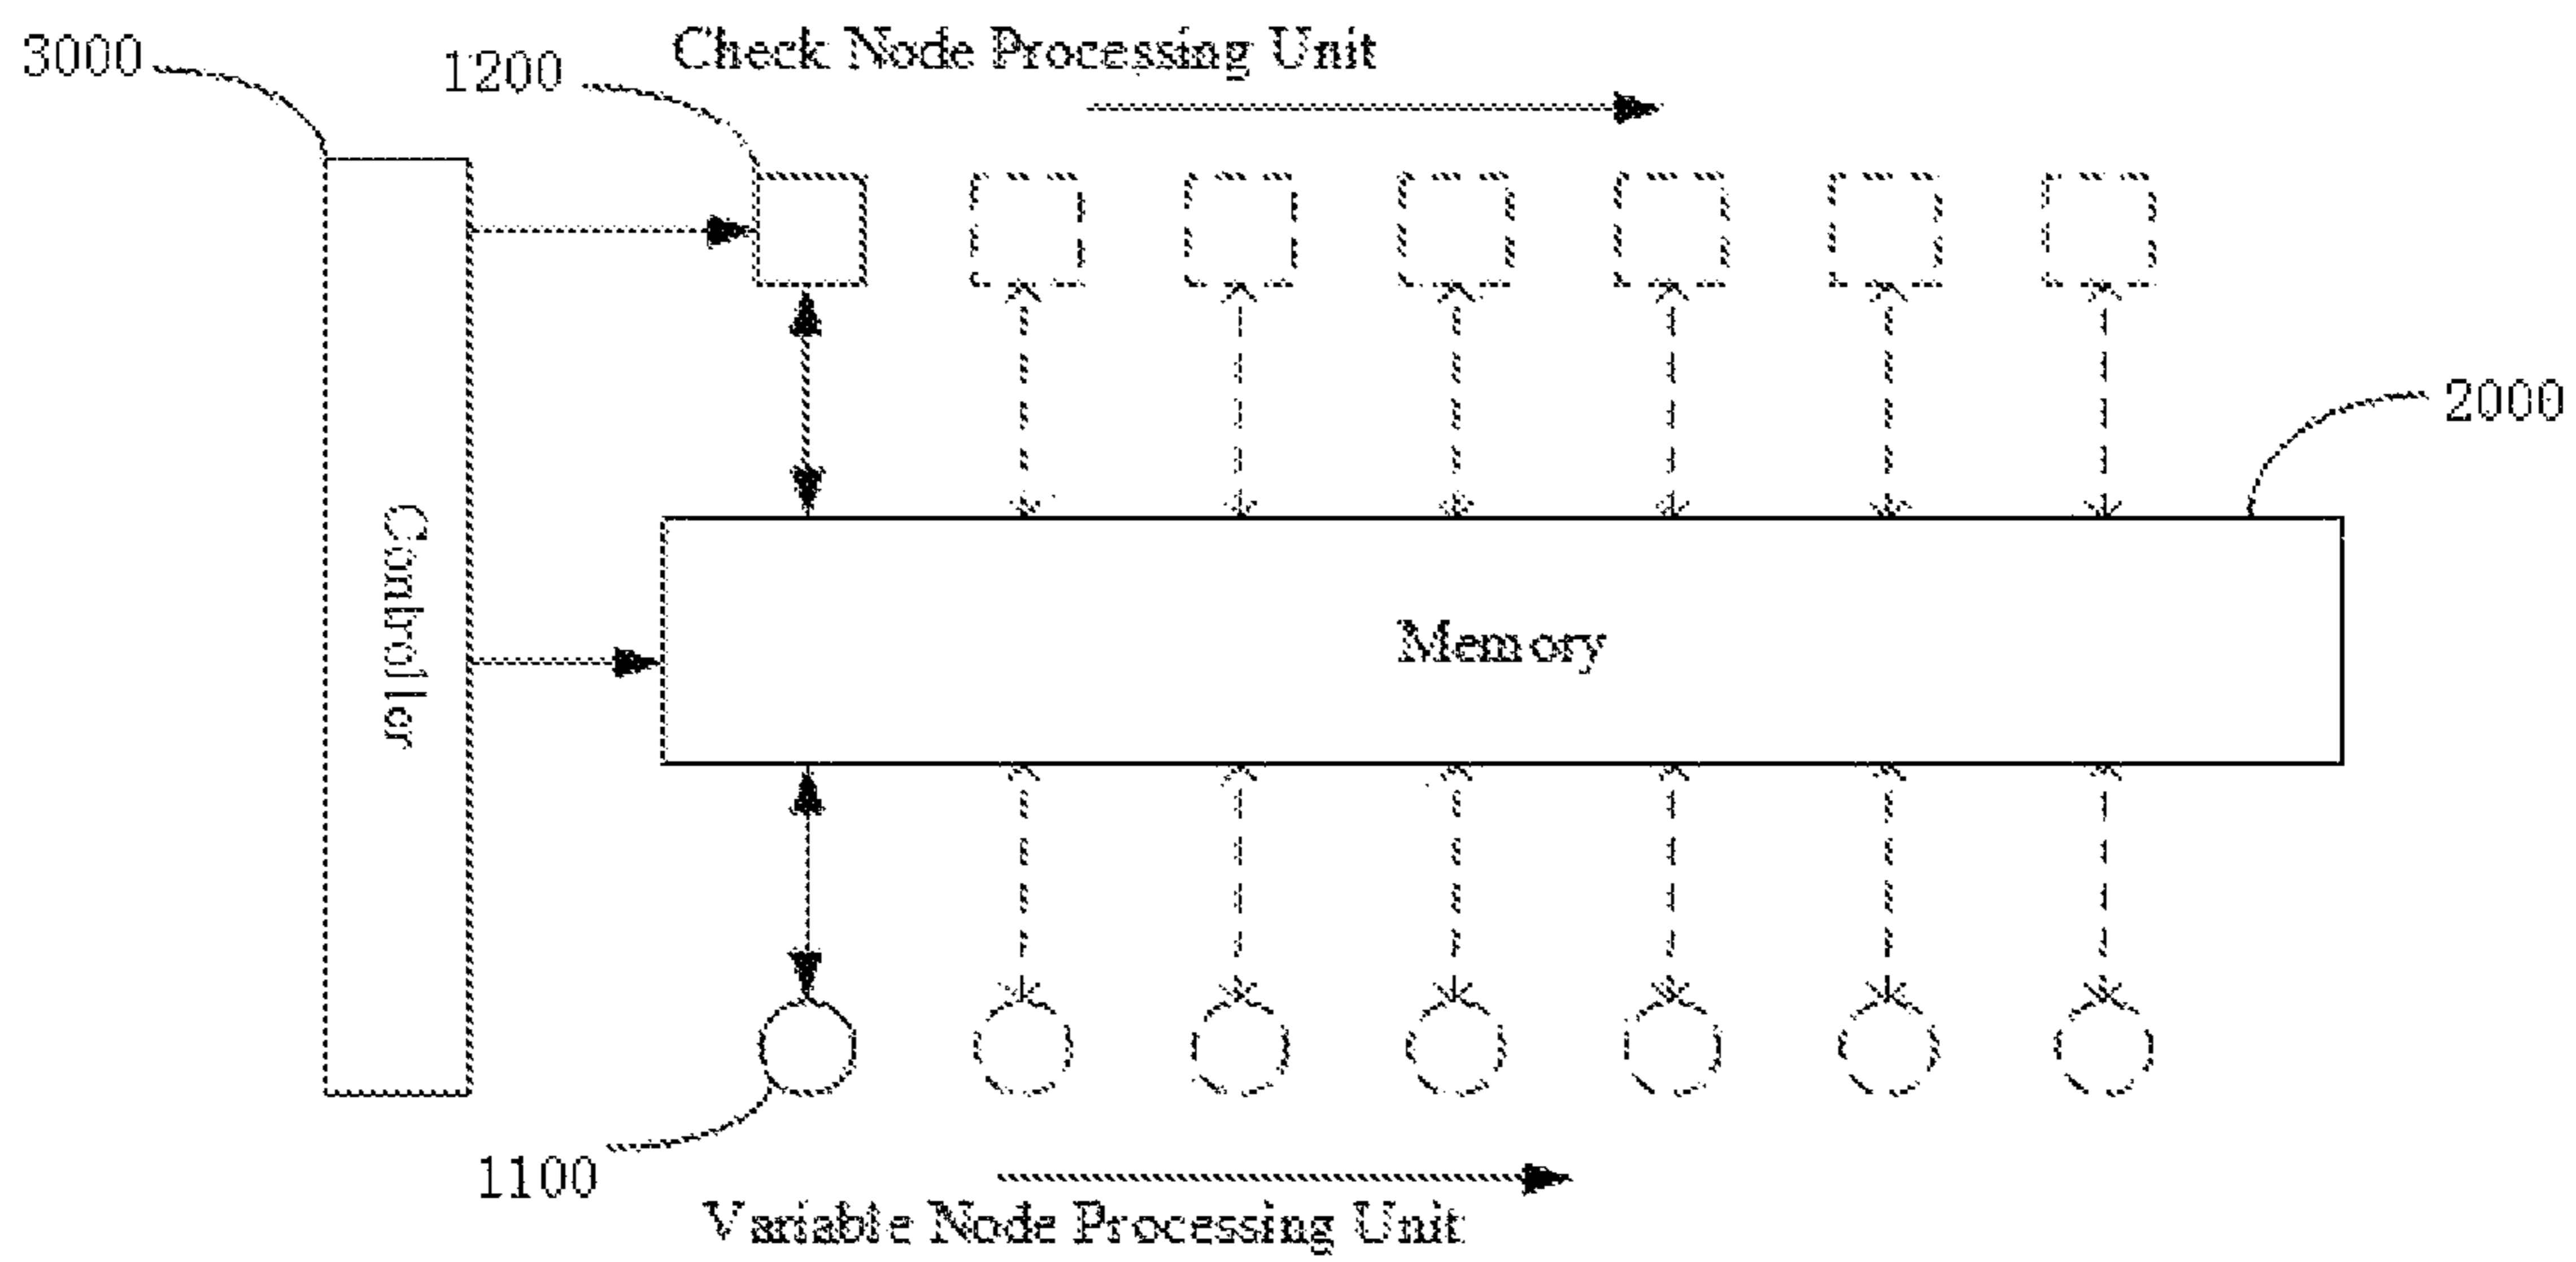 3000
1200
Check Node Processing Unit
2000
Controller
Memory
1100
Variable Node Processing Unit